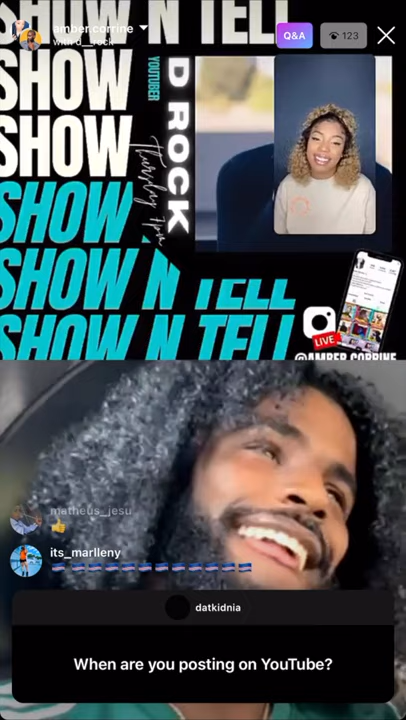 SHOW N TELL
amber.corrine
with d__rock
Q&A
123
SHOW
SHOW
YOUTUBER
D ROCK
Thursday
SHOW
SHOW N TELL
SHOW N TELL
LIVE
@AMBER.CORRINE
matheus_jesu
👍
its_marlleny
datkidnia
When are you posting on YouTube?